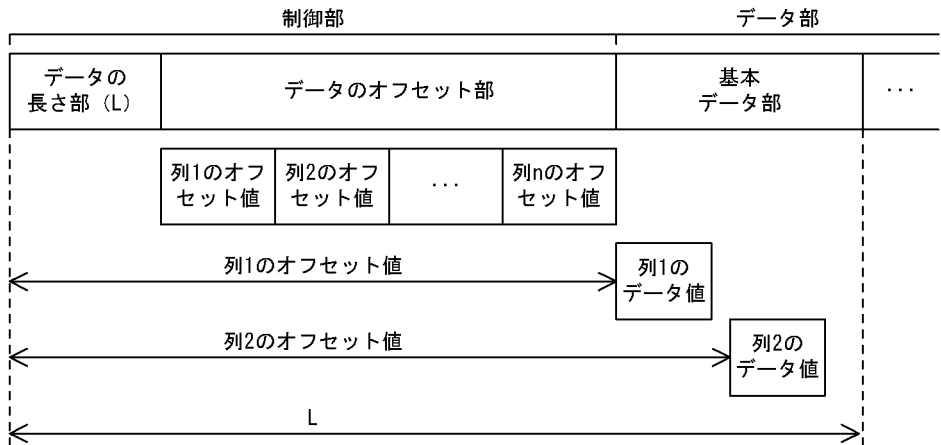 制御部
データ部
データの
長さ部（L）
データのオフセット部
基本
データ部
...
列1のオフ
セット値
列2のオフ
セット値
...
列nのオフ
セット値
列1のオフセット値
列1の
データ値
列2のオフセット値
列2の
データ値
L